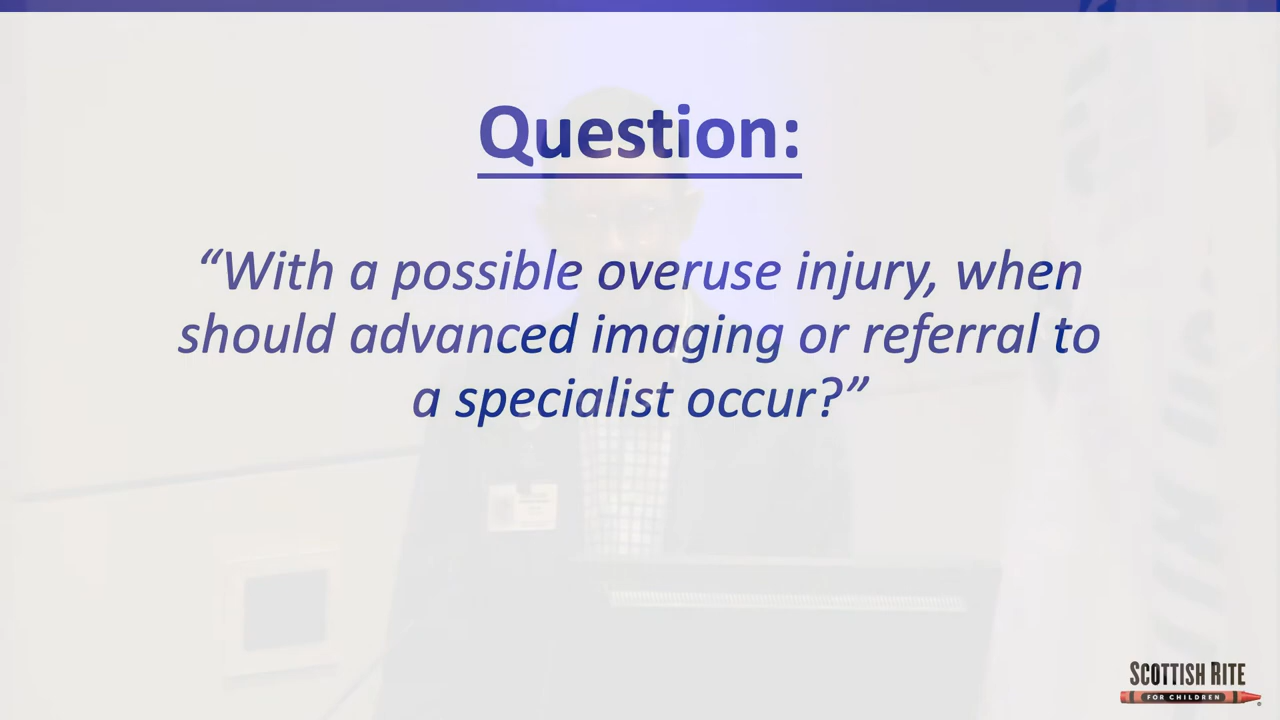 Question:
“With a possible overuse injury, when
should advanced imaging or referral to
a specialist occur?”
SCOTTISH RITE
FOR CHILDREN